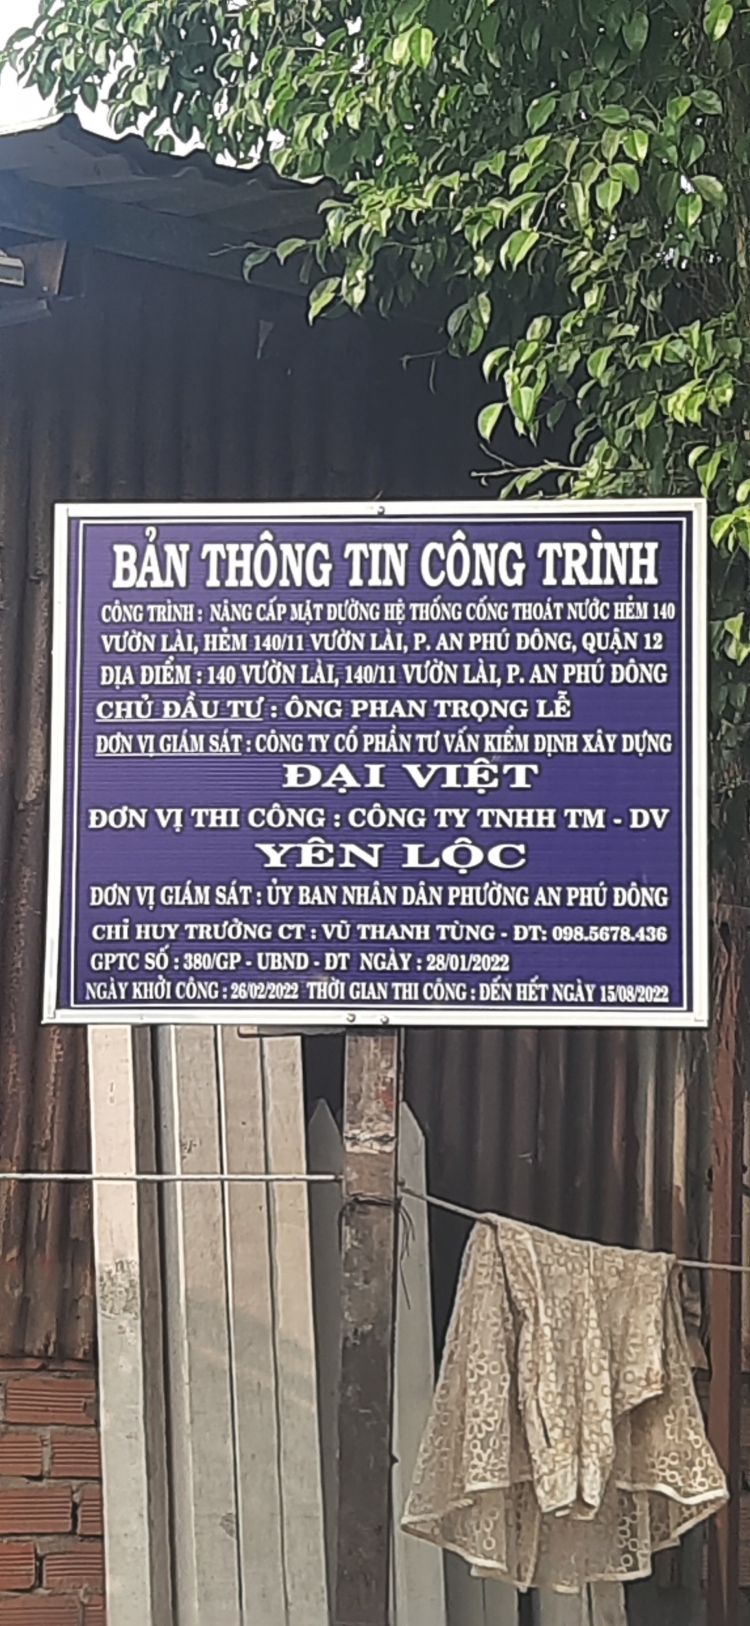 BẢN THÔNG TIN CÔNG TRÌNH
CÔNG TRÌNH : NÂNG CẤP MẶT ĐƯỜNG HỆ THỐNG CỐNG THOÁT NƯỚC HẺM 140
VƯỜN LÀI, HẺM 140/11 VƯỜN LÀI, P. AN PHÚ ĐÔNG, QUẬN 12
ĐỊA ĐIỂM : 140 VƯỜN LÀI, 140/11 VƯỜN LÀI, P. AN PHÚ ĐÔNG
CHỦ ĐẦU TƯ : ÔNG PHAN TRỌNG LỄ
ĐƠN VỊ GIÁM SÁT : CÔNG TY CỔ PHẦN TƯ VẤN KIỂM ĐỊNH XÂY DỰNG
ĐẠI VIỆT
ĐƠN VỊ THI CÔNG : CÔNG TY TNHH TM - DV
YÊN LỘC
ĐƠN VỊ GIÁM SÁT : ỦY BAN NHÂN DÂN PHƯỜNG AN PHÚ ĐÔNG
CHỈ HUY TRƯỞNG CT : VŨ THANH TÙNG - ĐT: 098.5678.436
GPTC SỐ : 380/GP - UBND - ĐT NGÀY : 28/01/2022
NGÀY KHỞI CÔNG : 26/02/2022 THỜI GIAN THI CÔNG : ĐẾN HẾT NGÀY 15/08/2022